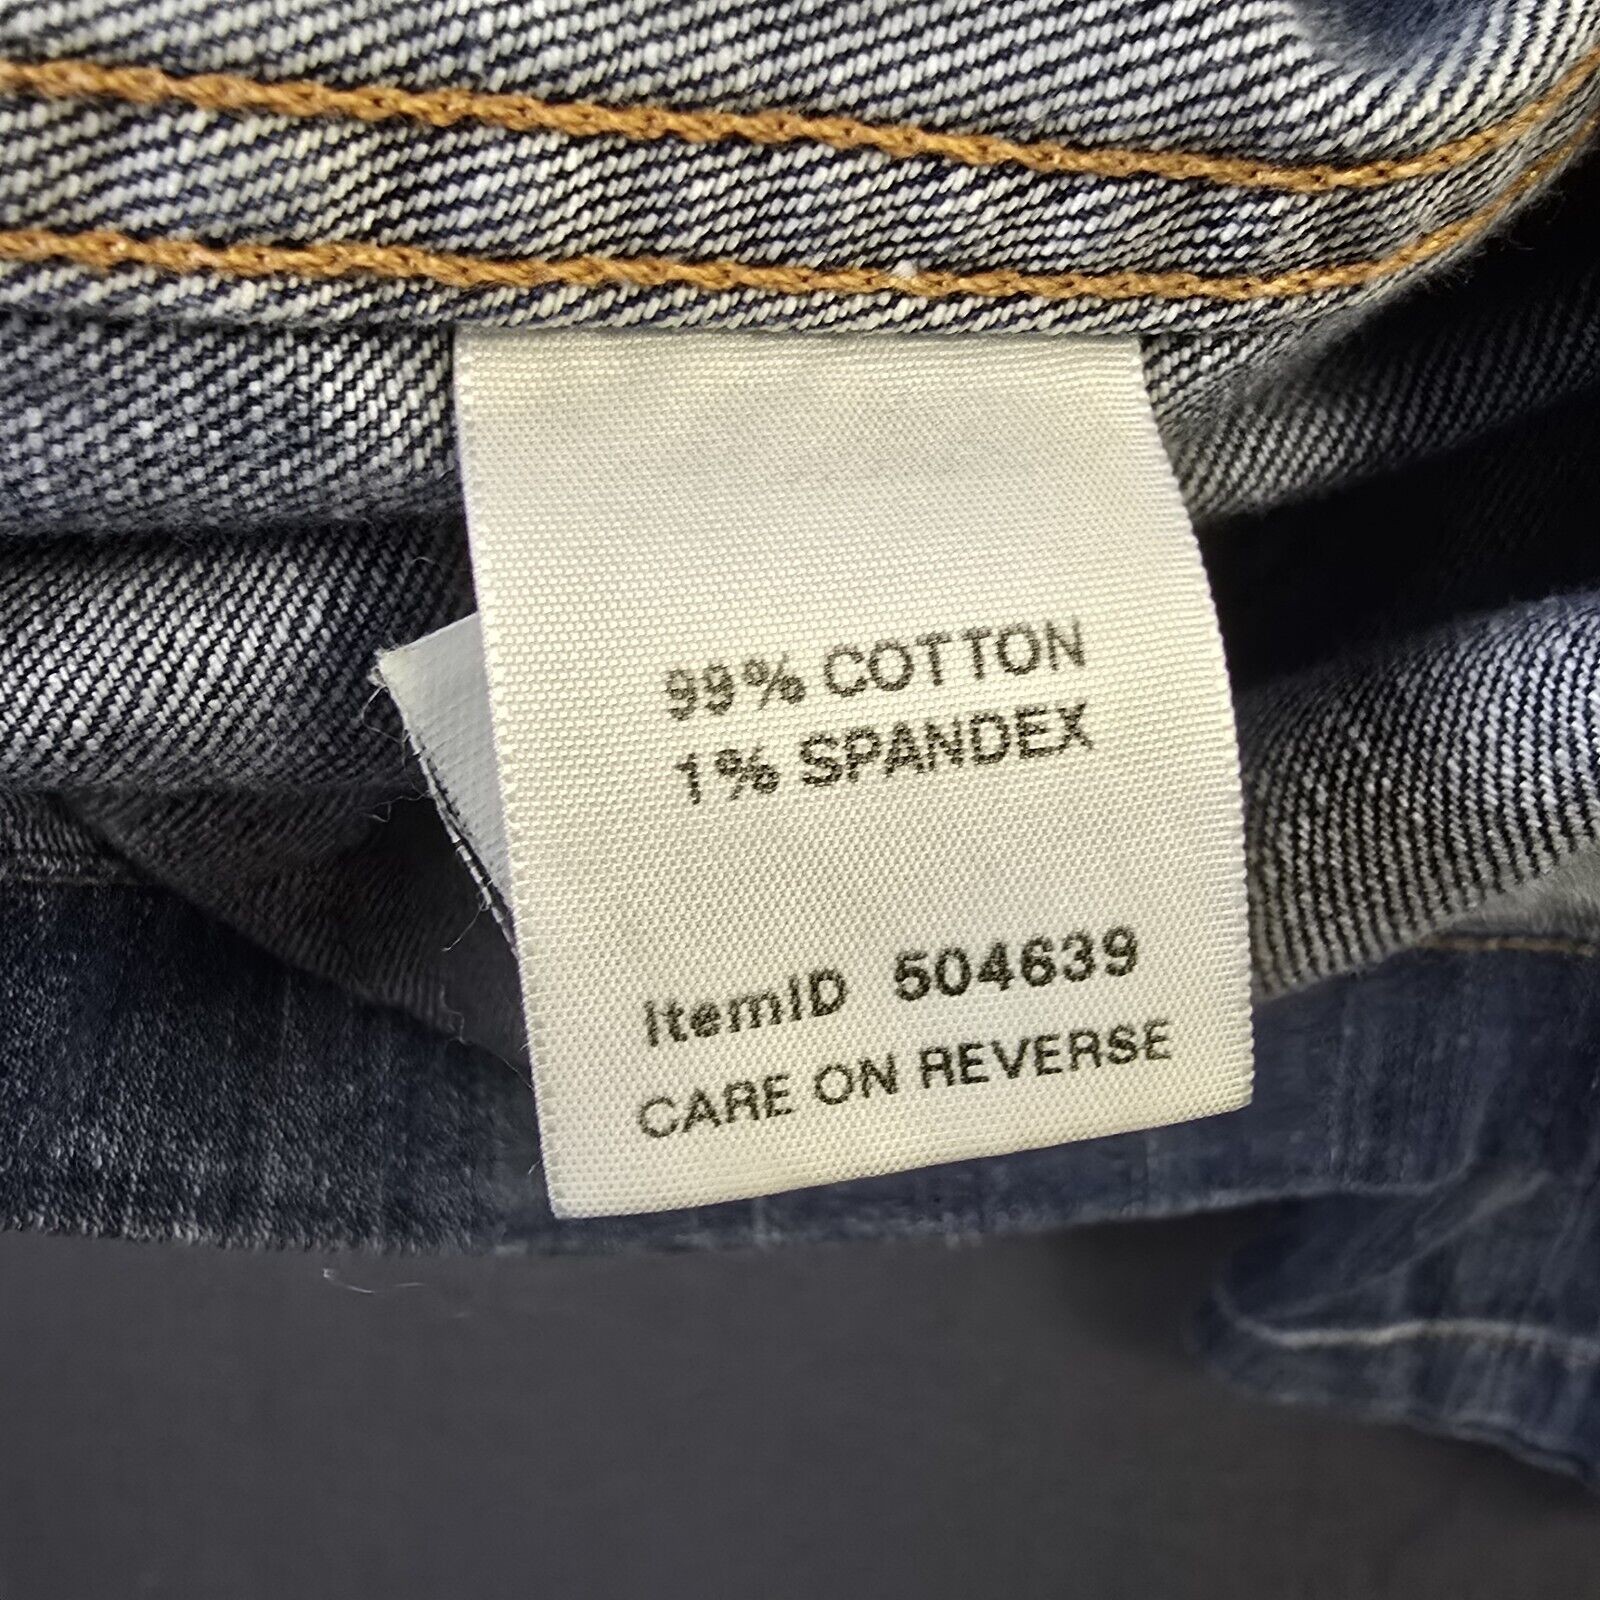 99% COTTON
1% SPANDEX
ItemID 504639
CARE ON REVERSE